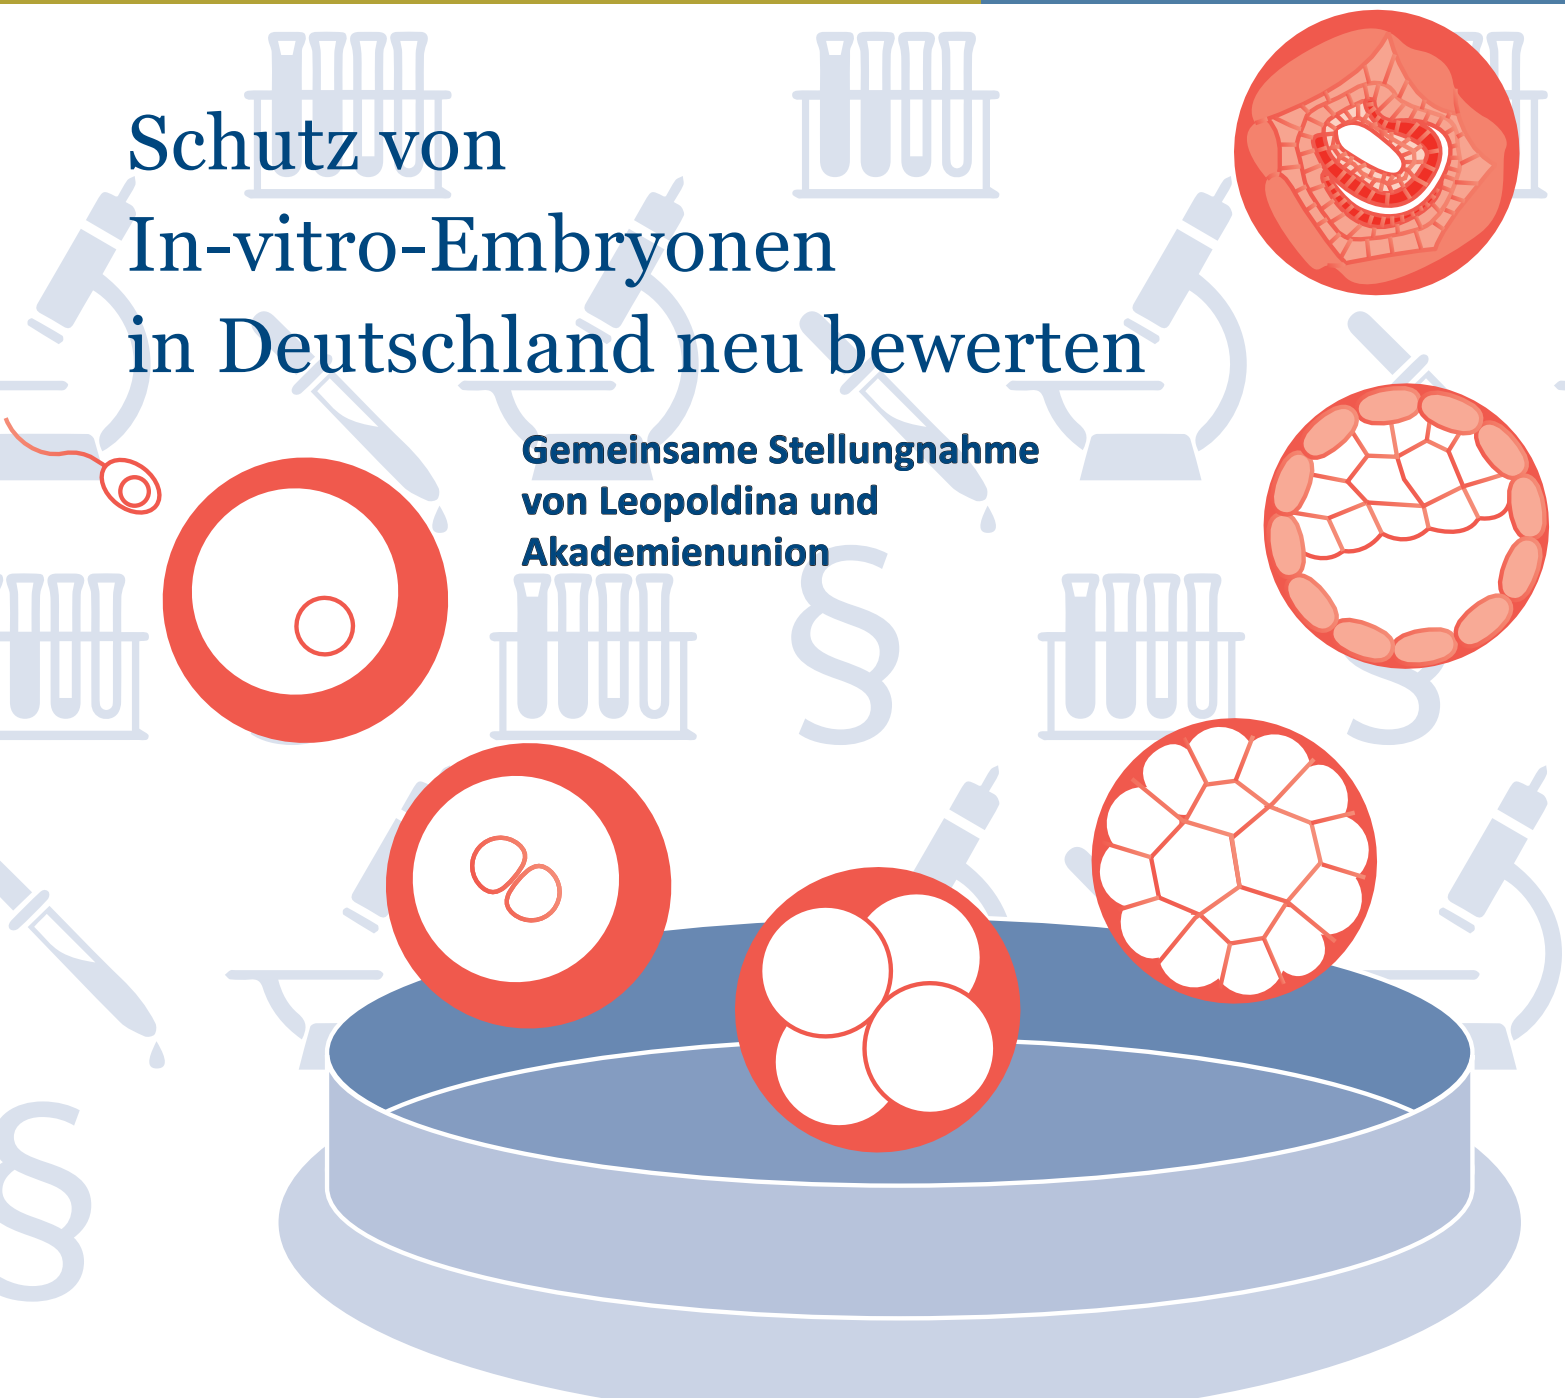 Schutz von
In-vitro-Embryonen
in Deutschland neu bewerten
Gemeinsame Stellungnahme
von Leopoldina und
Akademienunion